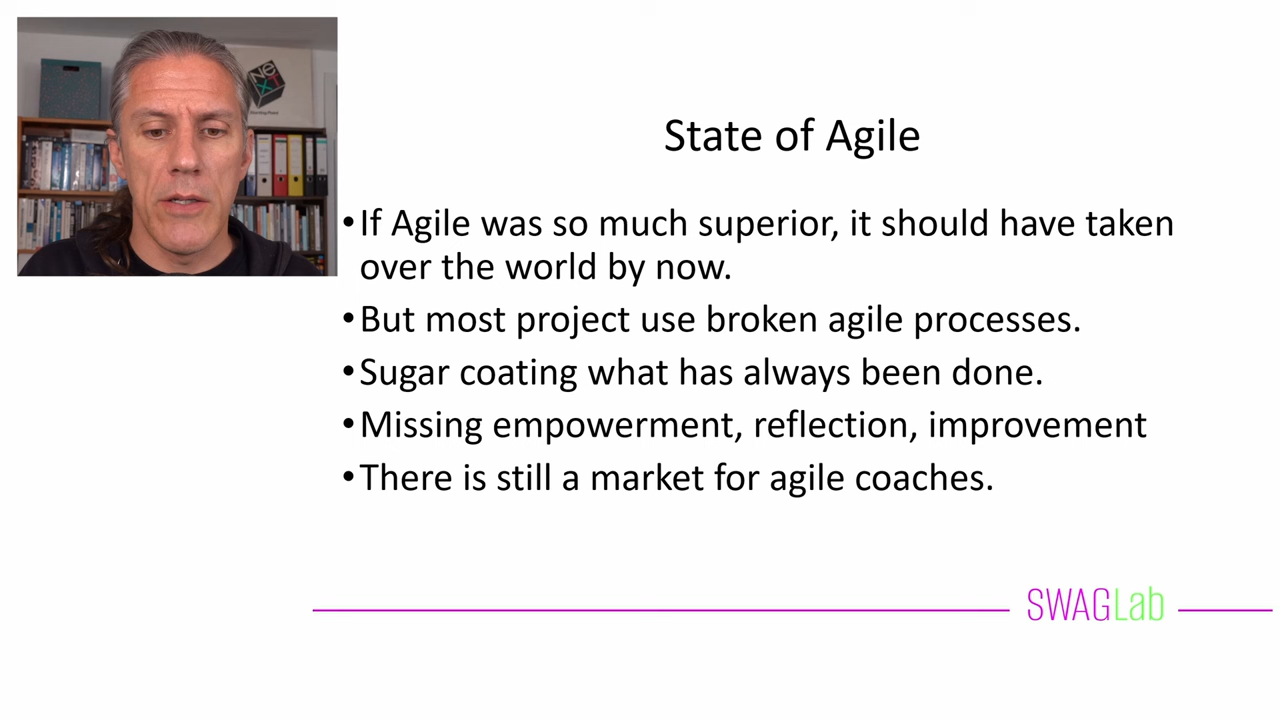 NeXT
State of Agile
•If Agile was so much superior, it should have taken
over the world by now.
•But most project use broken agile processes.
•Sugar coating what has always been done.
•Missing empowerment, reflection, improvement
•There is still a market for agile coaches.
SWAGLab